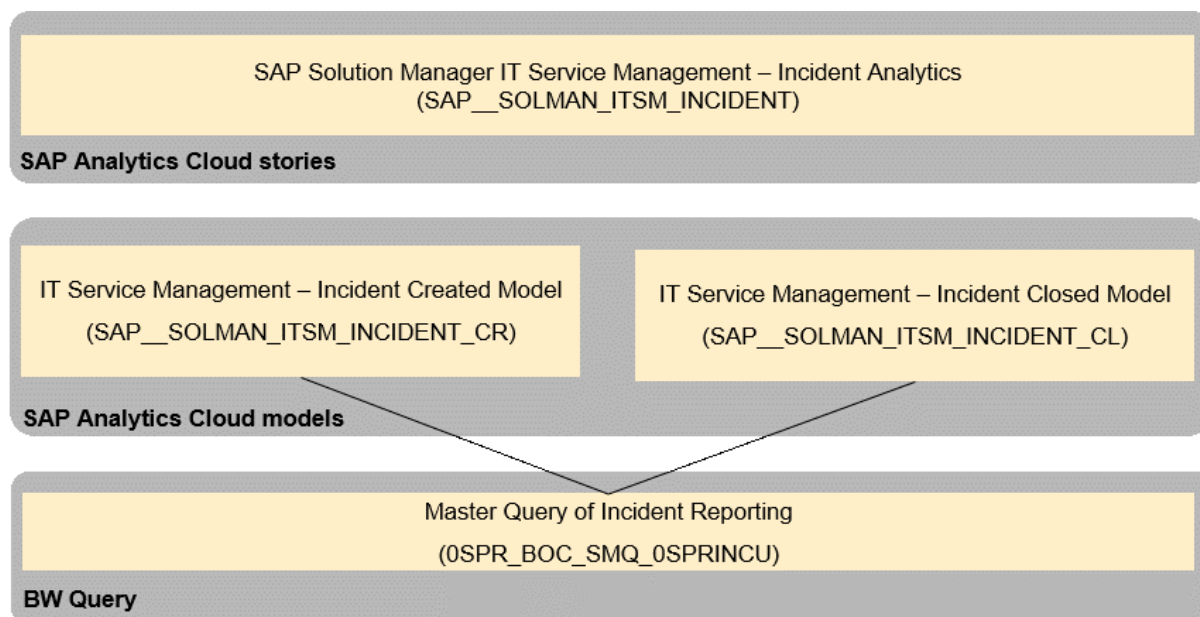 SAP Solution Manager IT Service Management – Incident Analytics
(SAP__SOLMAN_ITSM_INCIDENT)
SAP Analytics Cloud stories
IT Service Management – Incident Created Model
(SAP__SOLMAN_ITSM_INCIDENT_CR)
IT Service Management – Incident Closed Model
(SAP__SOLMAN_ITSM_INCIDENT_CL)
SAP Analytics Cloud models
Master Query of Incident Reporting
(0SPR_BOC_SMQ_0SPRINCU)
BW Query